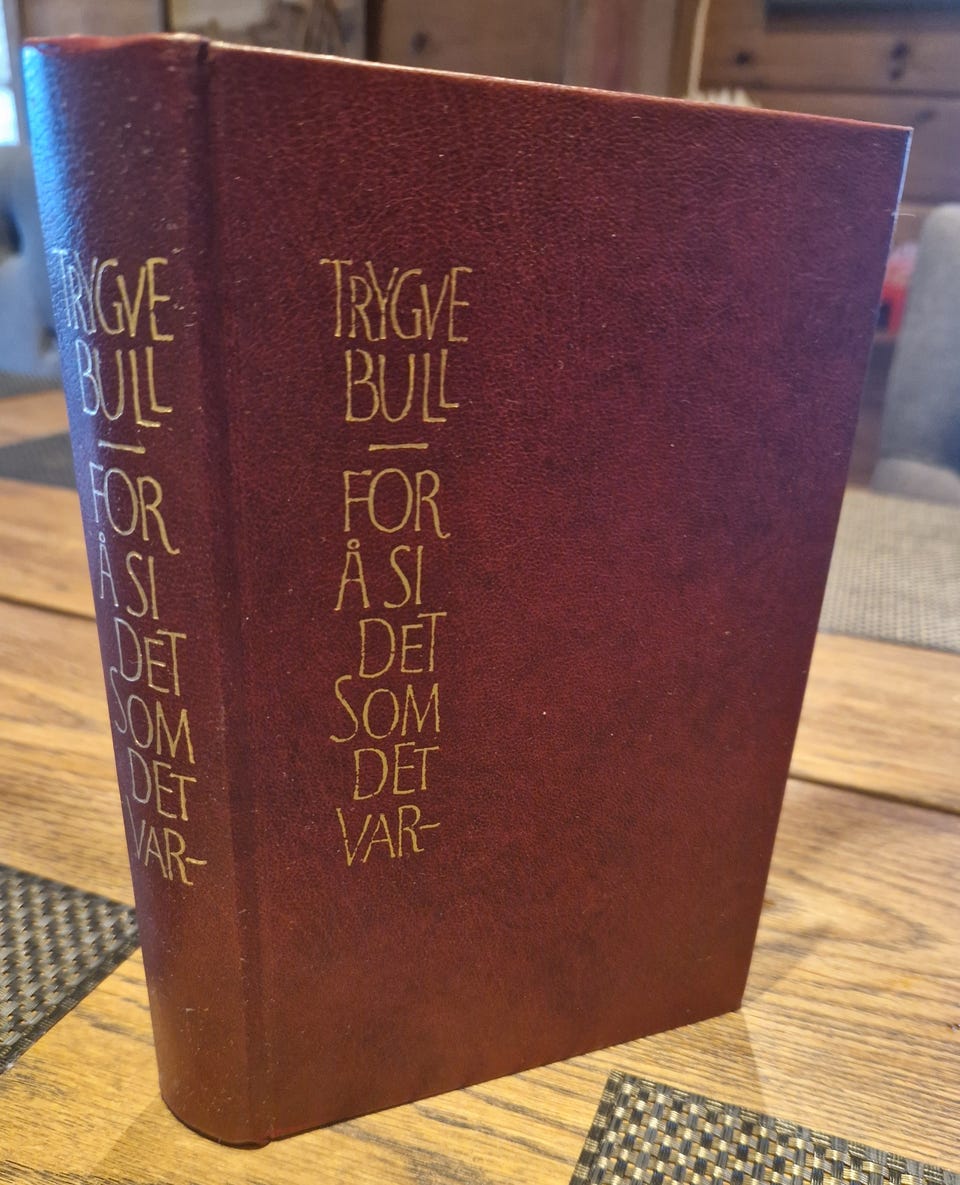 TRYGVE
BULL
—
FOR
Å SI
DET
SOM
DET
VAR–
TRYGVE
BULL
—
FOR
Å SI
DET
SOM
DET
VAR–